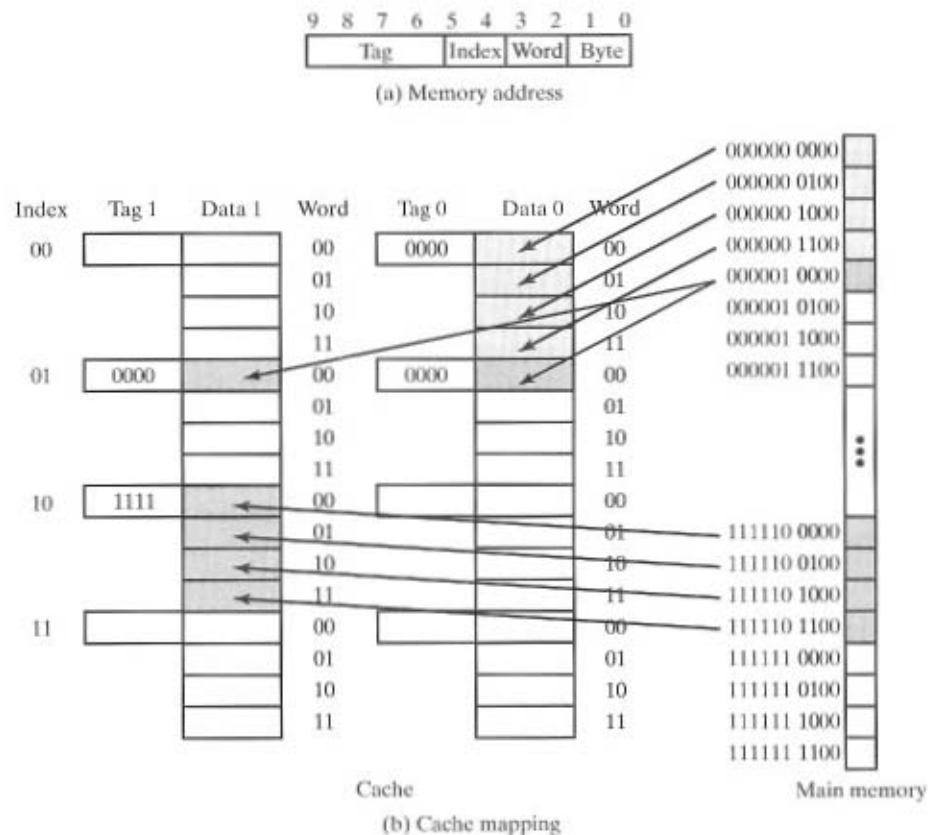 9 8 7 6 5 4 3 2 1 0
Tag Index Word Byte
(a) Memory address
000000 0000
000000 0100
Index Tag 1 Data 1 Word Tag 0 Data 0 Word 000000 1000
00 00 0000 00 000000 1100
01 01 000001 0000
10 10 000001 0100
11 11 000001 1000
01 0000 00 0000 00 000001 1100
01 01
10 10
11 11
10 1111 00 00
01 01 111110 0000
10 10 111110 0100
11 11 111110 1000
11 00 00 111110 1100
01 01 111111 0000
10 10 111111 0100
11 11 111111 1000
111111 1100
Cache Main memory
(b) Cache mapping